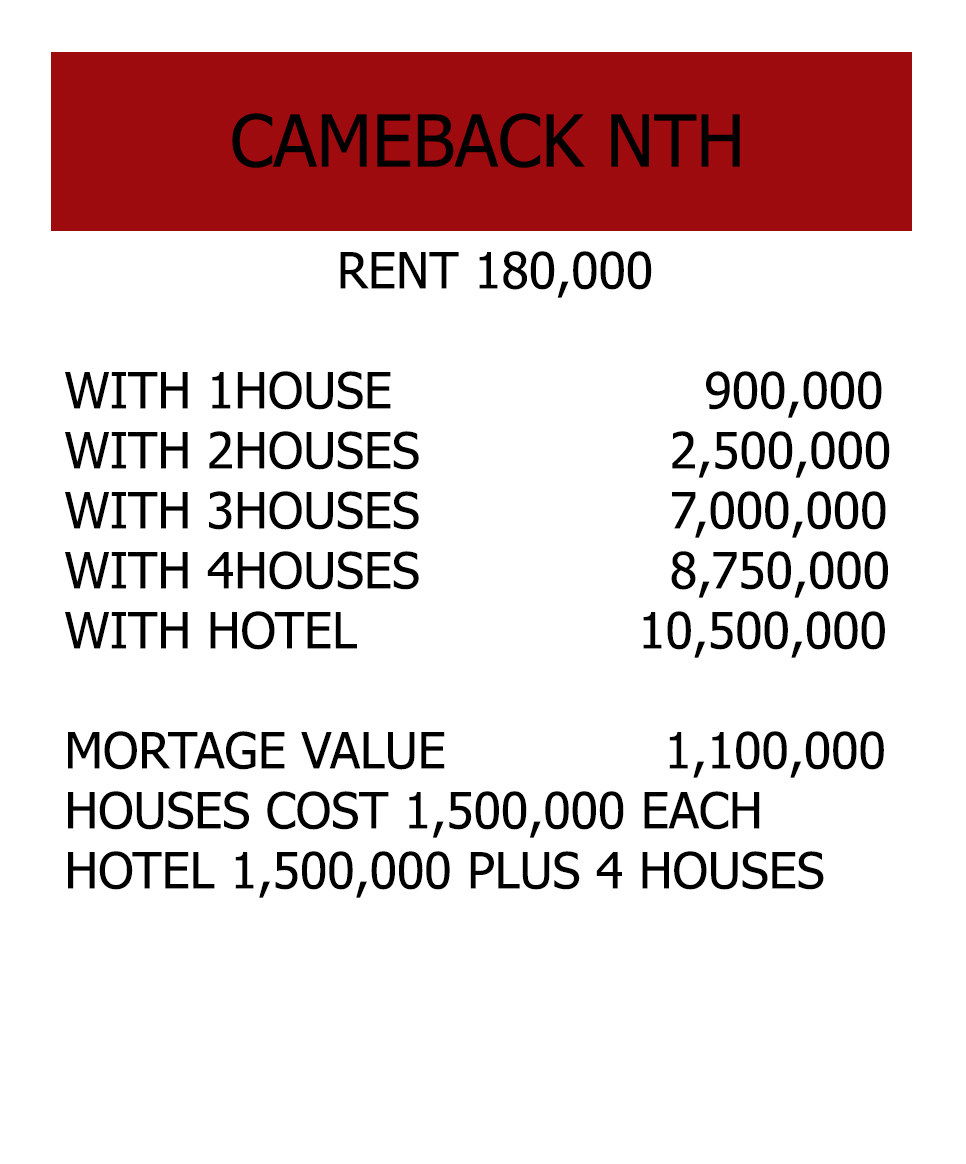 CAMEBACK NTH
RENT 180,000
WITH 1HOUSE 900,000
WITH 2HOUSES 2,500,000
WITH 3HOUSES 7,000,000
WITH 4HOUSES 8,750,000
WITH HOTEL 10,500,000
MORTAGE VALUE 1,100,000
HOUSES COST 1,500,000 EACH
HOTEL 1,500,000 PLUS 4 HOUSES